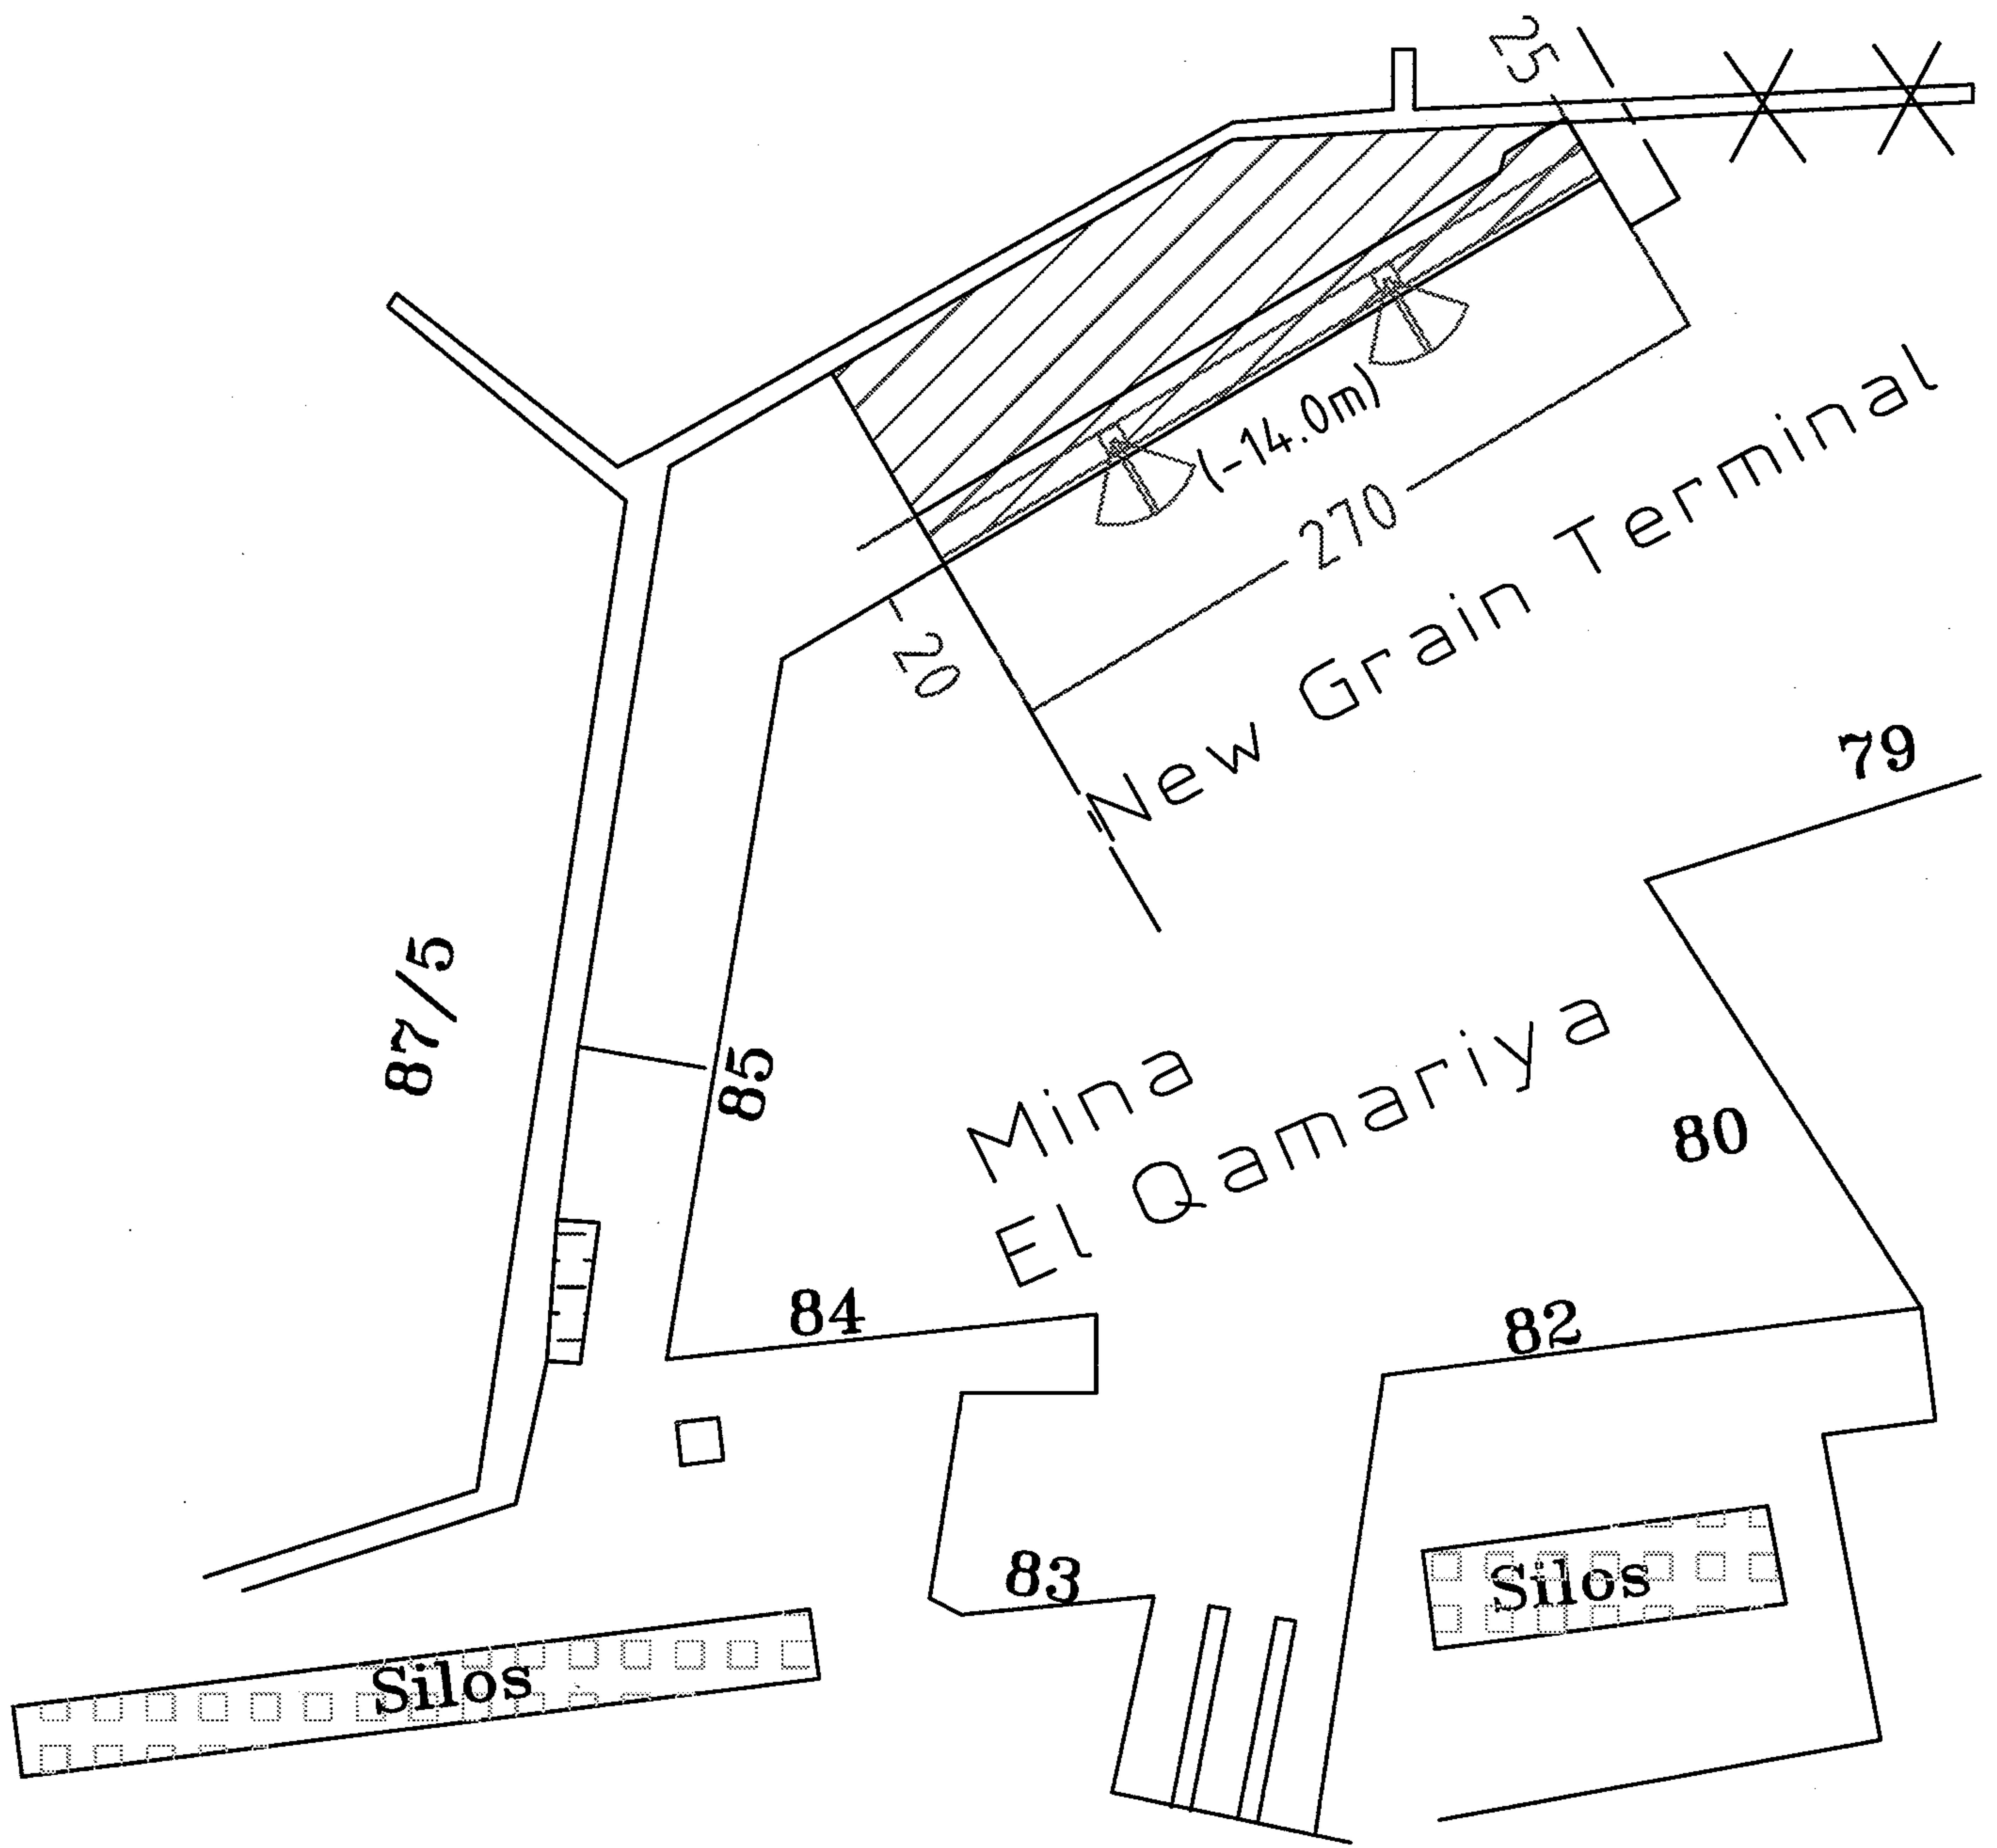 25
(-14.0m)
270
New Grain Terminal
20
79
87/5
85
Mina
El Qamariya
80
84
82
83
Silos
Silos